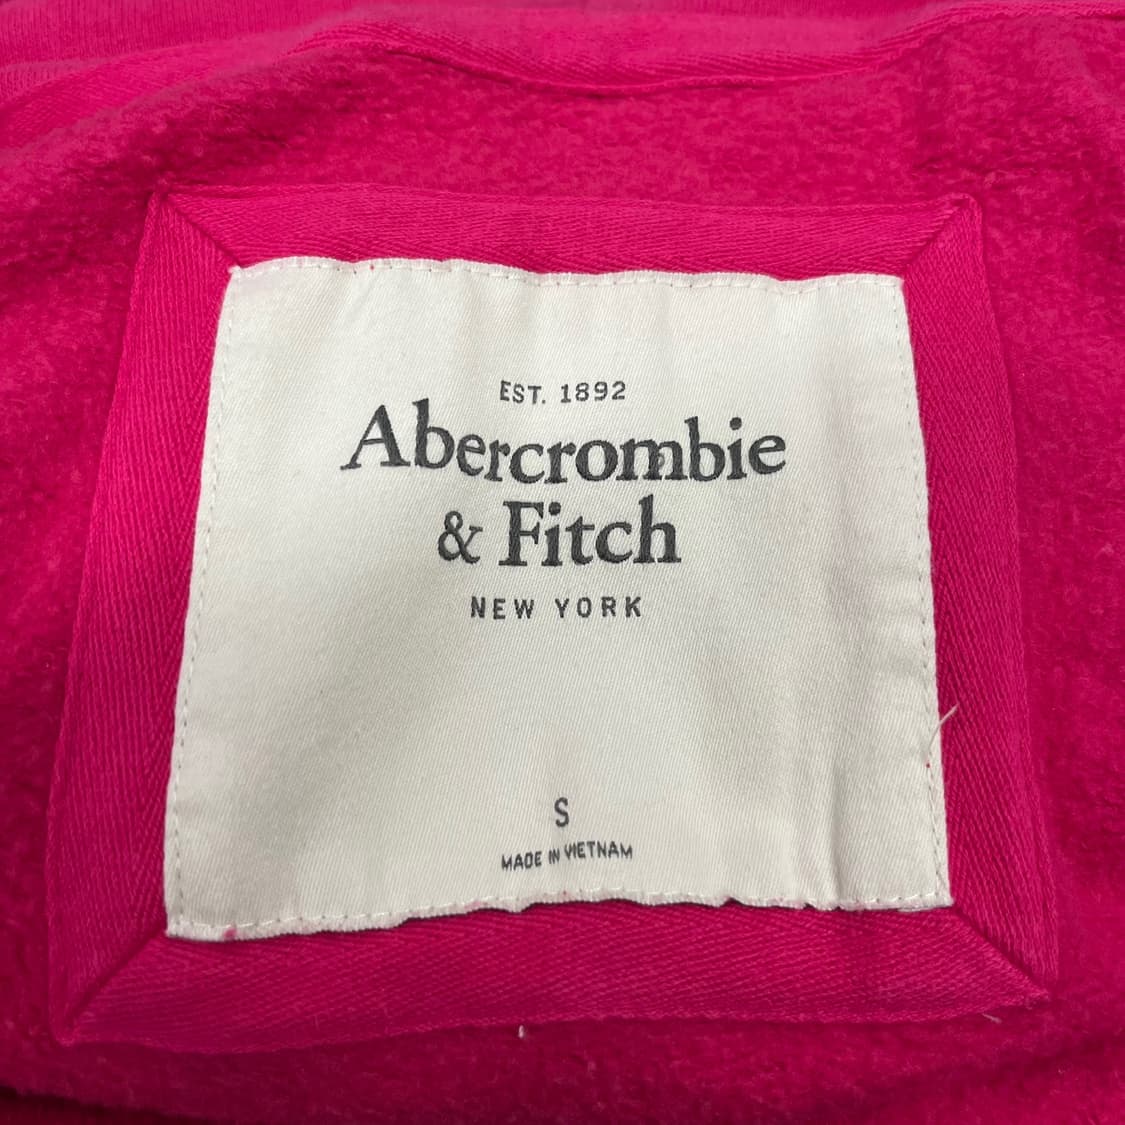 EST. 1892
Abercrombie
& Fitch
NEW YORK
S
MADE IN VIETNAM